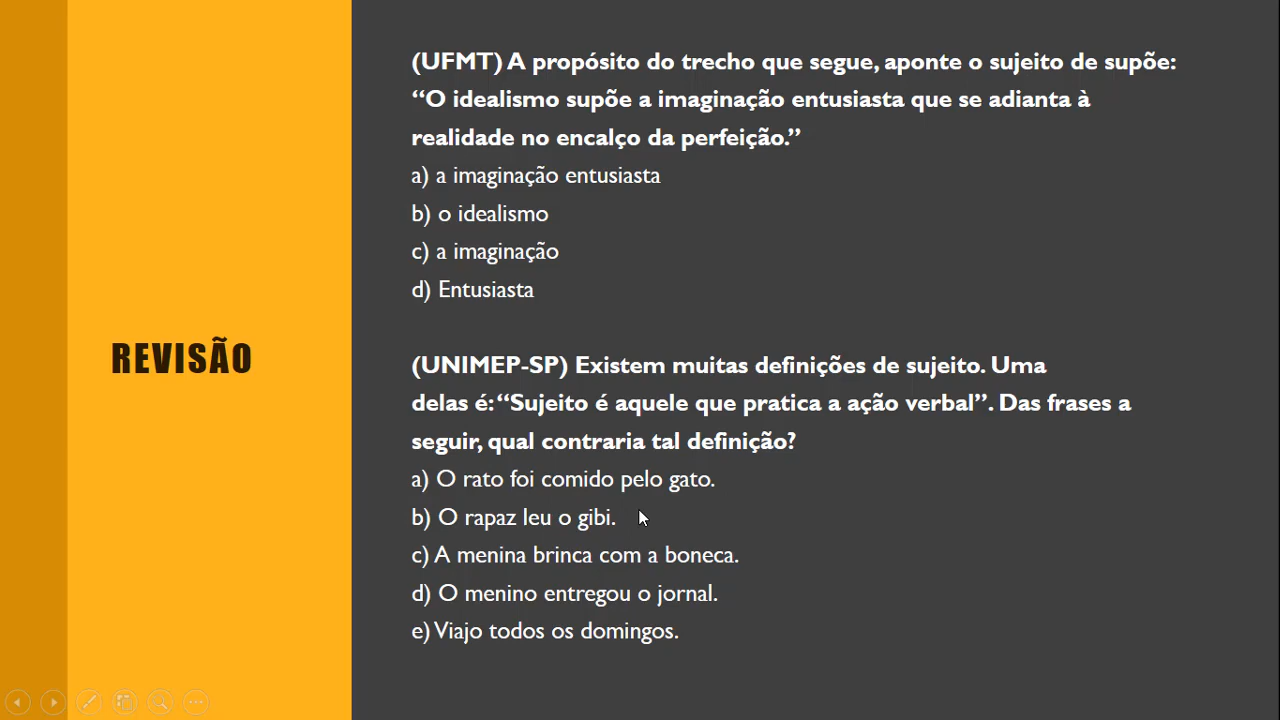 REVISÃO
(UFMT) A propósito do trecho que segue, aponte o sujeito de supõe:
“O idealismo supõe a imaginação entusiasta que se adianta à
realidade no encalço da perfeição.”
a) a imaginação entusiasta
b) o idealismo
c) a imaginação
d) Entusiasta
(UNIMEP-SP) Existem muitas definições de sujeito. Uma
delas é: “Sujeito é aquele que pratica a ação verbal”. Das frases a
seguir, qual contraria tal definição?
a) O rato foi comido pelo gato.
b) O rapaz leu o gibi.
c) A menina brinca com a boneca.
d) O menino entregou o jornal.
e) Viajo todos os domingos.